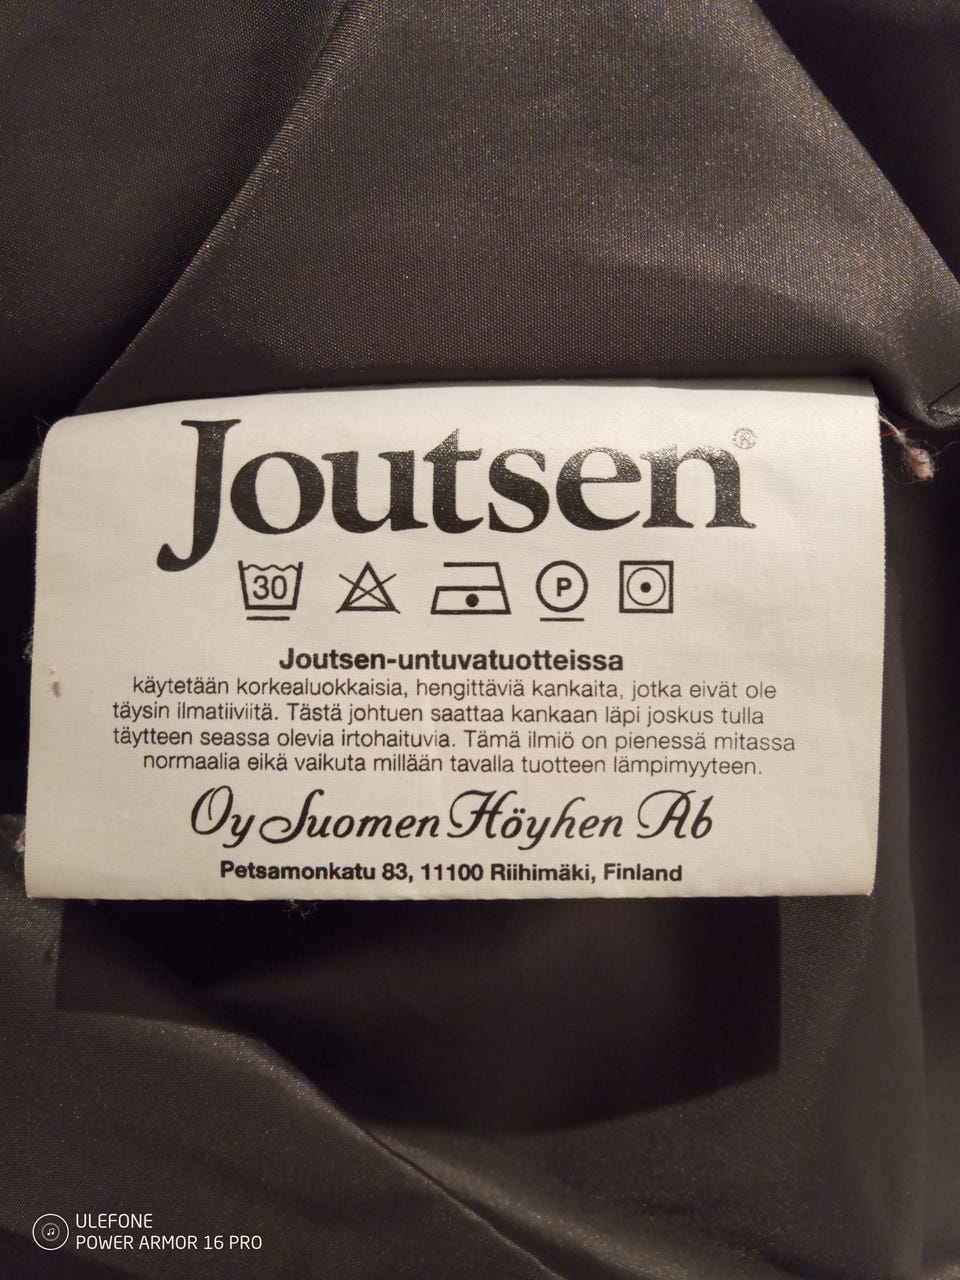 Joutsen®
30 P
Joutsen-untuvatuotteissa
käytetään korkealuokkaisia, hengittäviä kankaita, jotka eivät ole
täysin ilmatiiviitä. Tästä johtuen saattaa kankaan läpi joskus tulla
täytteen seassa olevia irtohaituvia. Tämä ilmiö on pienessä mitassa
normaalia eikä vaikuta millään tavalla tuotteen lämpimyyteen.
Oy Suomen Höyhen Ab
Petsamonkatu 83, 11100 Riihimäki, Finland
ULEFONE
POWER ARMOR 16 PRO